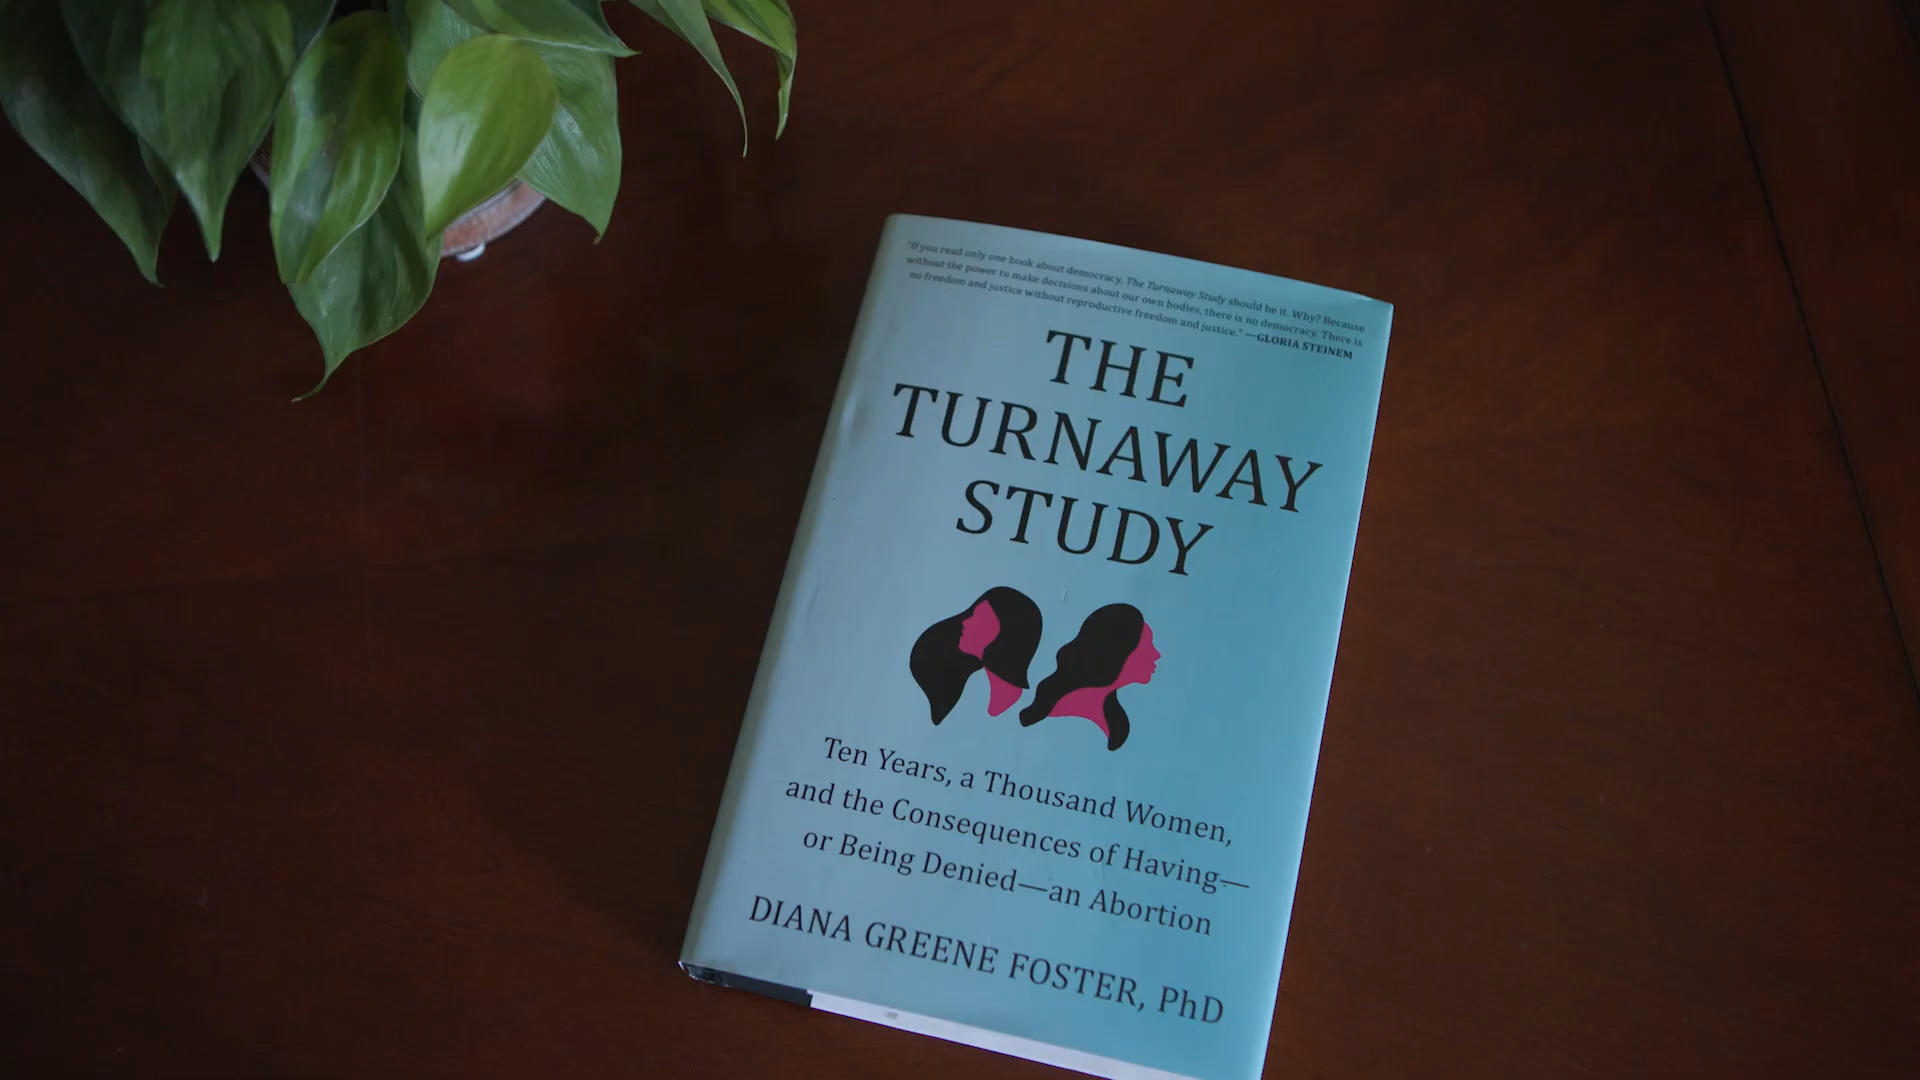 "If you read only one book about democracy, The Turnaway Study should be it. Why? Because
without the power to make decisions about our own bodies, there is no democracy. There is
no freedom and justice without reproductive freedom and justice." —GLORIA STEINEM
THE
TURNAWAY
STUDY
Ten Years, a Thousand Women,
and the Consequences of Having—
or Being Denied—an Abortion
DIANA GREENE FOSTER, PhD